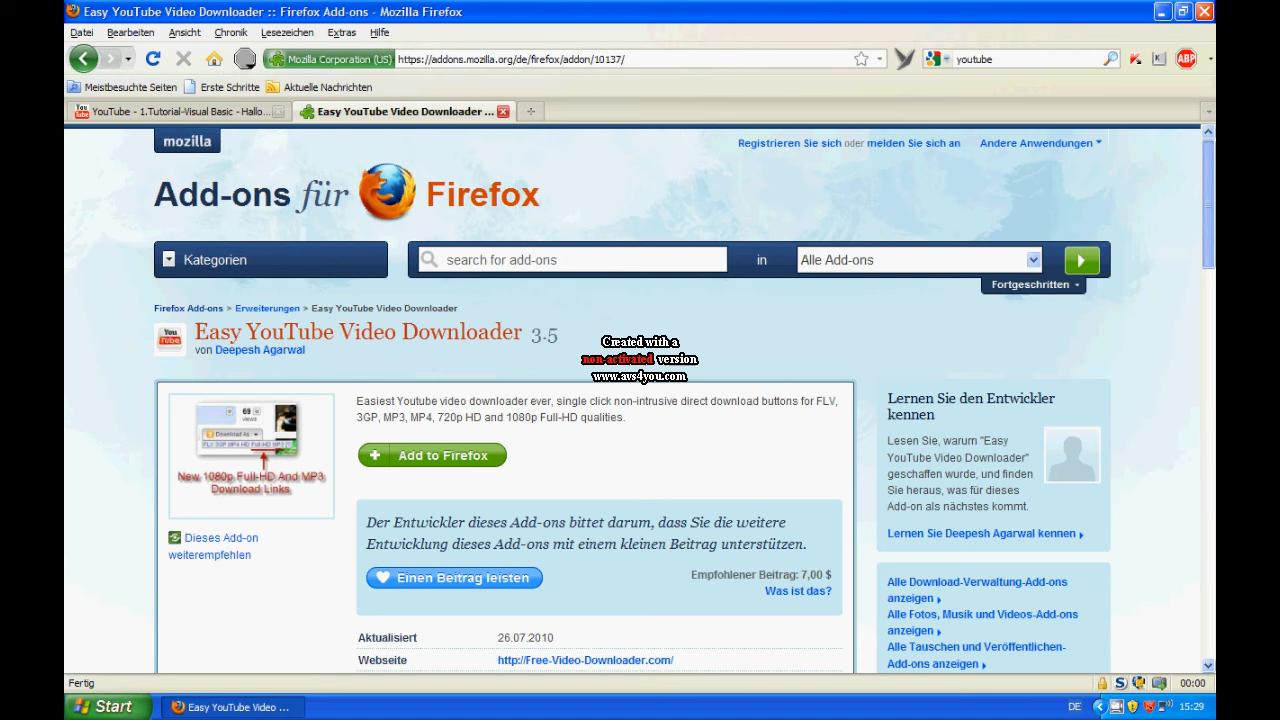 Easy YouTube Video Downloader :: Firefox Add-ons - Mozilla Firefox
Datei Bearbeiten Ansicht Chronik Lesezeichen Extras Hilfe
Mozilla Corporation (US) https://addons.mozilla.org/de/firefox/addon/10137/ youtube ABP
Meistbesuchte Seiten Erste Schritte Aktuelle Nachrichten
You Tube YouTube - 1.Tutorial-Visual Basic - Hallo... Easy YouTube Video Downloader ...
mozilla
Registrieren Sie sich oder melden Sie sich an Andere Anwendungen
Add-ons für Firefox
Kategorien search for add-ons in Alle Add-ons
Fortgeschritten
Firefox Add-ons > Erweiterungen > Easy YouTube Video Downloader
You Tube
Easy YouTube Video Downloader 3.5
von Deepesh Agarwal
Created with a
non-activated version
www.avs4you.com
69
views
Download As
New 1080p Full-HD And MP3
Download Links
Dieses Add-on
weiterempfehlen
Easiest Youtube video downloader ever, single click non-intrusive direct download buttons for FLV,
3GP, MP3, MP4, 720p HD and 1080p Full-HD qualities.
Add to Firefox
Der Entwickler dieses Add-ons bittet darum, dass Sie die weitere
Entwicklung dieses Add-ons mit einem kleinen Beitrag unterstützen.
Einen Beitrag leisten
Empfohlener Beitrag: 7,00 $
Was ist das?
Aktualisiert 26.07.2010
Webseite http://Free-Video-Downloader.com/
Lernen Sie den Entwickler
kennen
Lesen Sie, warum "Easy
YouTube Video Downloader"
geschaffen wurde, und finden
Sie heraus, was für dieses
Add-on als nächstes kommt.
Lernen Sie Deepesh Agarwal kennen
Alle Download-Verwaltung-Add-ons
anzeigen
Alle Fotos, Musik und Videos-Add-ons
anzeigen
Alle Tauschen und Veröffentlichen-
Add-ons anzeigen
Fertig
00:00
Start Easy YouTube Video ...
DE 15:29